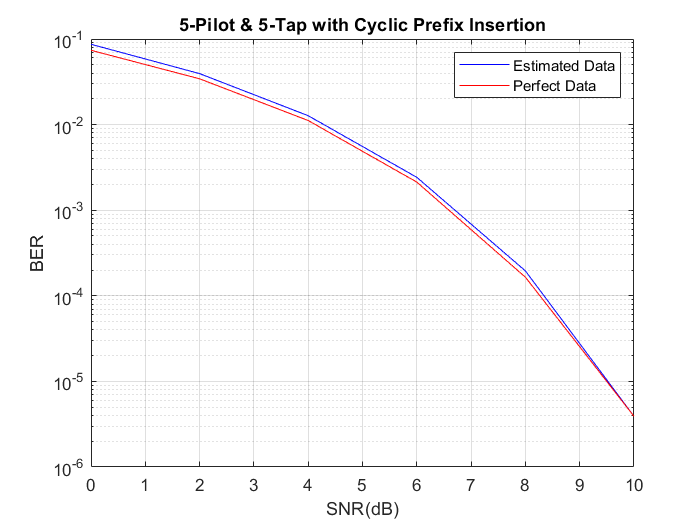 5-Pilot & 5-Tap with Cyclic Prefix Insertion
Estimated Data
Perfect Data
BER
10^-1
10^-2
10^-3
10^-4
10^-5
10^-6
0 1 2 3 4 5 6 7 8 9 10
SNR(dB)